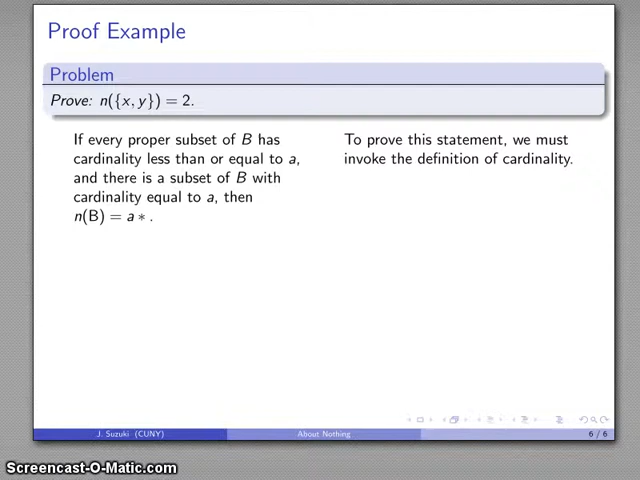 Proof Example
Problem
Prove: n({x, y}) = 2.
If every proper subset of B has
cardinality less than or equal to a,
and there is a subset of B with
cardinality equal to a, then
n(B) = a ∗ .
To prove this statement, we must
invoke the definition of cardinality.
J. Suzuki (CUNY)
About Nothing
6 / 6
Screencast-O-Matic.com